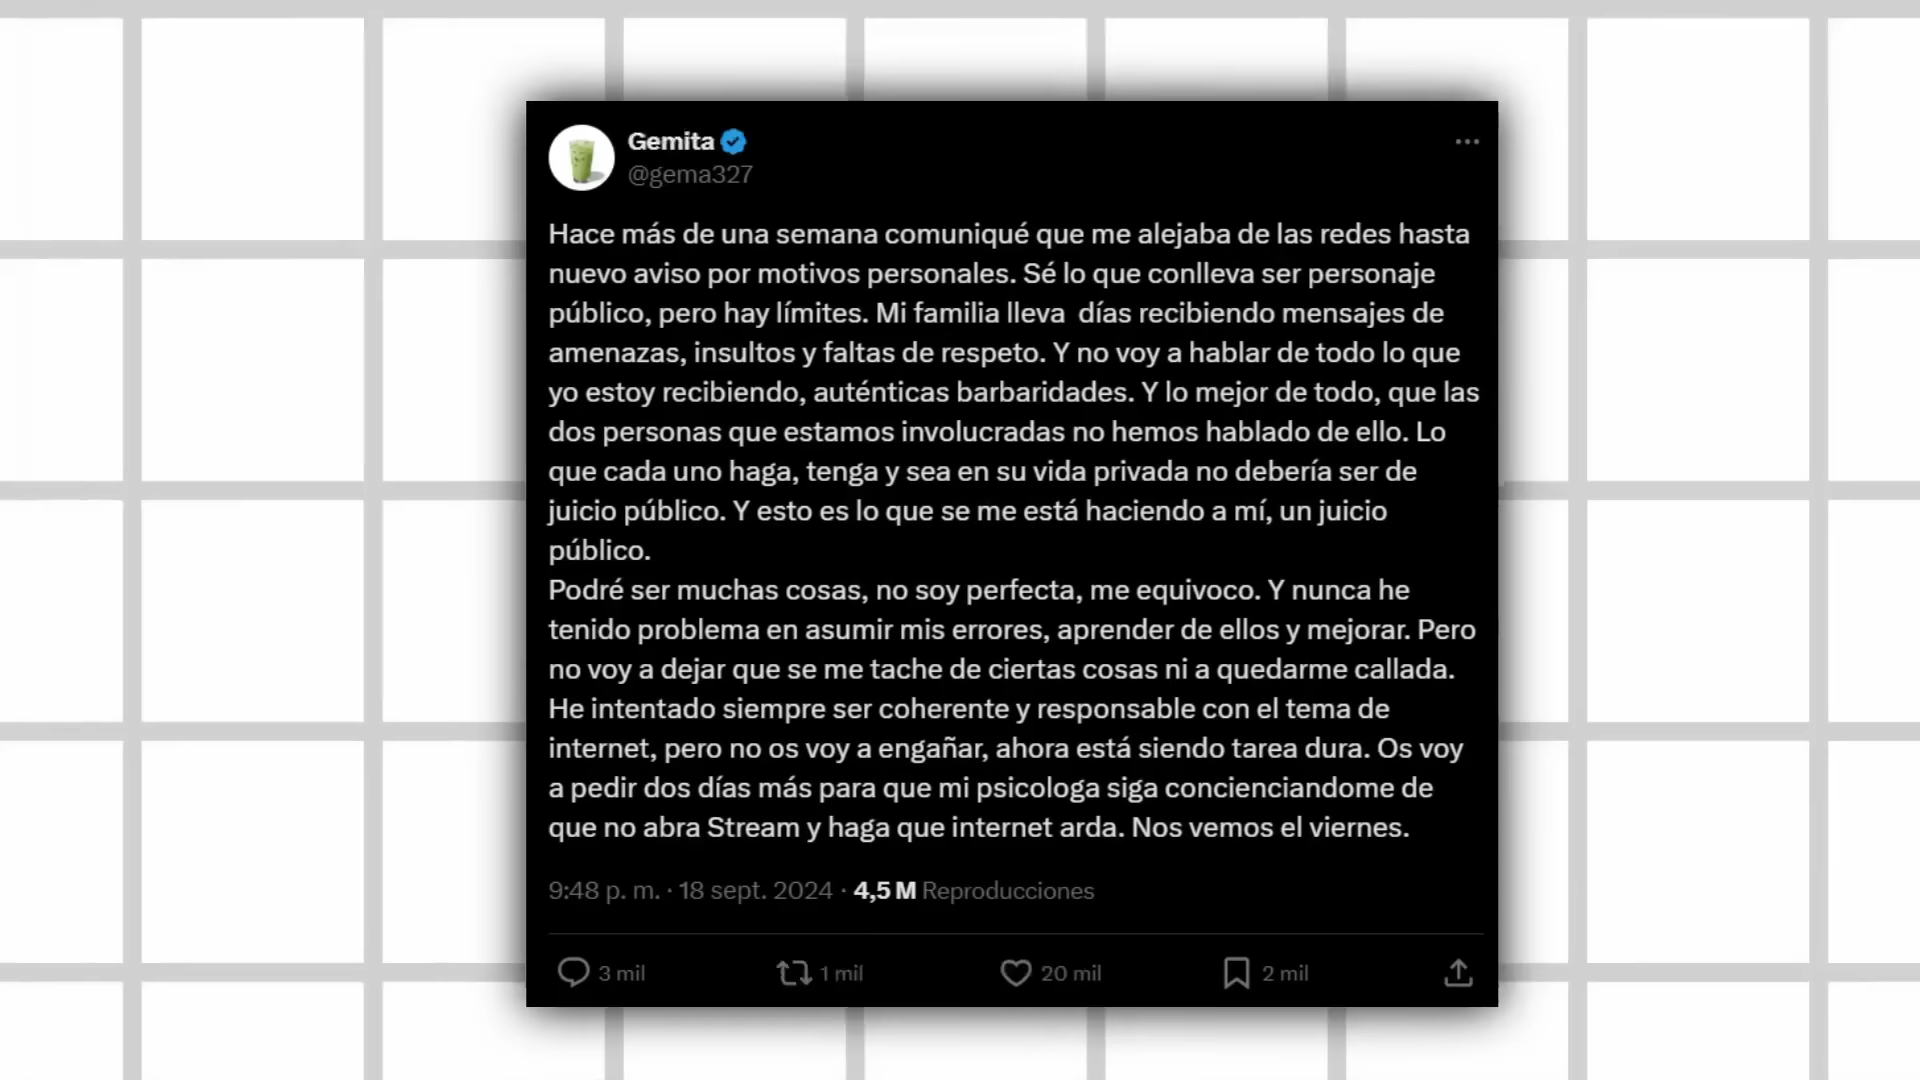 Gemita
@gema327
Hace más de una semana comuniqué que me alejaba de las redes hasta
nuevo aviso por motivos personales. Sé lo que conlleva ser personaje
público, pero hay límites. Mi familia lleva  días recibiendo mensajes de
amenazas, insultos y faltas de respeto. Y no voy a hablar de todo lo que
yo estoy recibiendo, auténticas barbaridades. Y lo mejor de todo, que las
dos personas que estamos involucradas no hemos hablado de ello. Lo
que cada uno haga, tenga y sea en su vida privada no debería ser de
juicio público. Y esto es lo que se me está haciendo a mí, un juicio
público.
Podré ser muchas cosas, no soy perfecta, me equivoco. Y nunca he
tenido problema en asumir mis errores, aprender de ellos y mejorar. Pero
no voy a dejar que se me tache de ciertas cosas ni a quedarme callada.
He intentado siempre ser coherente y responsable con el tema de
internet, pero no os voy a engañar, ahora está siendo tarea dura. Os voy
a pedir dos días más para que mi psicologa siga concienciandome de
que no abra Stream y haga que internet arda. Nos vemos el viernes.
9:48 p. m. · 18 sept. 2024 · 4,5 M Reproducciones
3 mil 1 mil 20 mil 2 mil